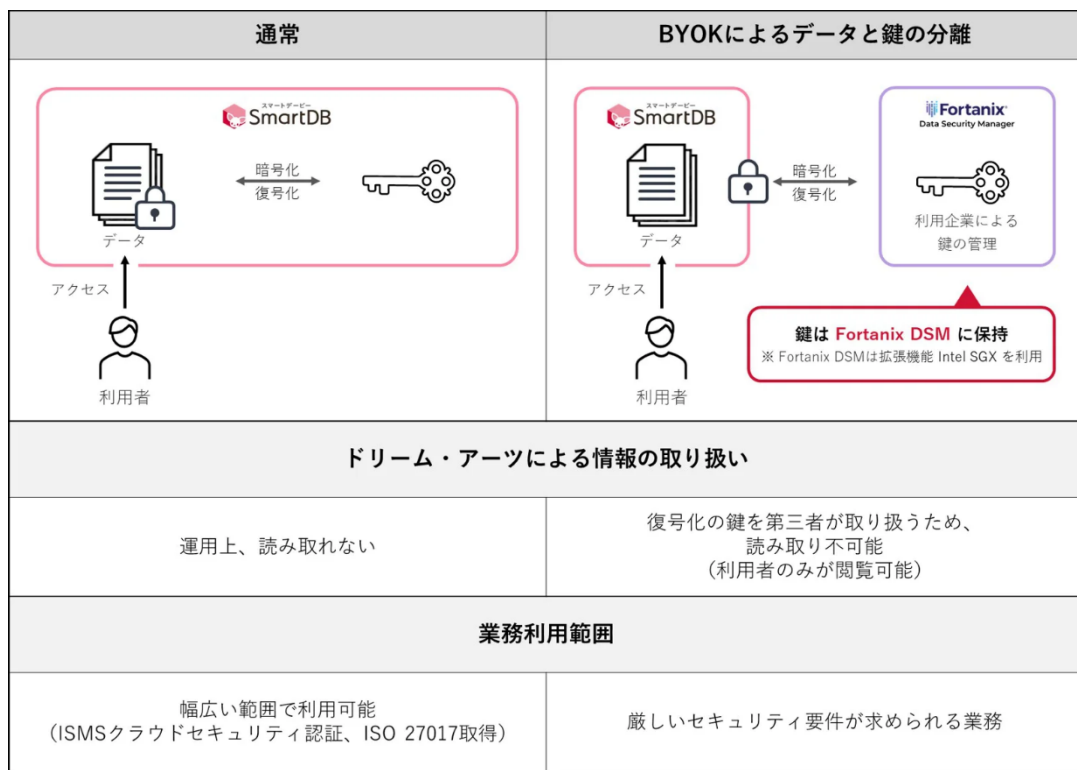 通常
BYOKによるデータと鍵の分離
スマートデービー
SmartDB
暗号化
復号化
データ
アクセス
利用者
スマートデービー
SmartDB
暗号化
復号化
データ
アクセス
利用者
Fortanix
Data Security Manager
利用企業による
鍵の管理
鍵は Fortanix DSM に保持
※ Fortanix DSMは拡張機能 Intel SGX を利用
ドリーム・アーツによる情報の取り扱い
運用上、読み取れない
復号化の鍵を第三者が取り扱うため、
読み取り不可能
（利用者のみが閲覧可能）
業務利用範囲
幅広い範囲で利用可能
（ISMSクラウドセキュリティ認証、ISO 27017取得）
厳しいセキュリティ要件が求められる業務